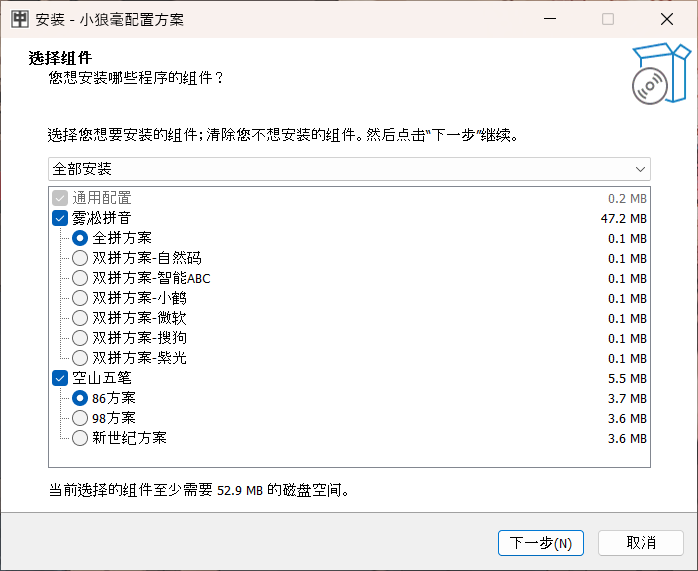 中 安装 - 小狼毫配置方案
选择组件
您想安装哪些程序的组件？
选择您想要安装的组件；清除您不想安装的组件。然后点击“下一步”继续。
全部安装
通用配置 0.2 MB
雾凇拼音 47.2 MB
全拼方案 0.1 MB
双拼方案-自然码 0.1 MB
双拼方案-智能ABC 0.1 MB
双拼方案-小鹤 0.1 MB
双拼方案-微软 0.1 MB
双拼方案-搜狗 0.1 MB
双拼方案-紫光 0.1 MB
空山五笔 5.5 MB
86方案 3.7 MB
98方案 3.6 MB
新世纪方案 3.6 MB
当前选择的组件至少需要 52.9 MB 的磁盘空间。
下一步(N) 取消